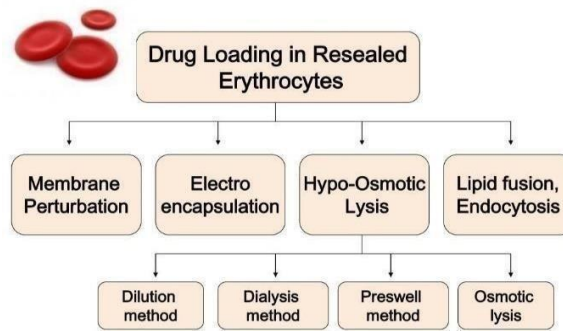 Drug Loading in Resealed
Erythrocytes
Membrane
Perturbation
Electro
encapsulation
Hypo-Osmotic
Lysis
Lipid fusion,
Endocytosis
Dilution
method
Dialysis
method
Preswell
method
Osmotic
lysis